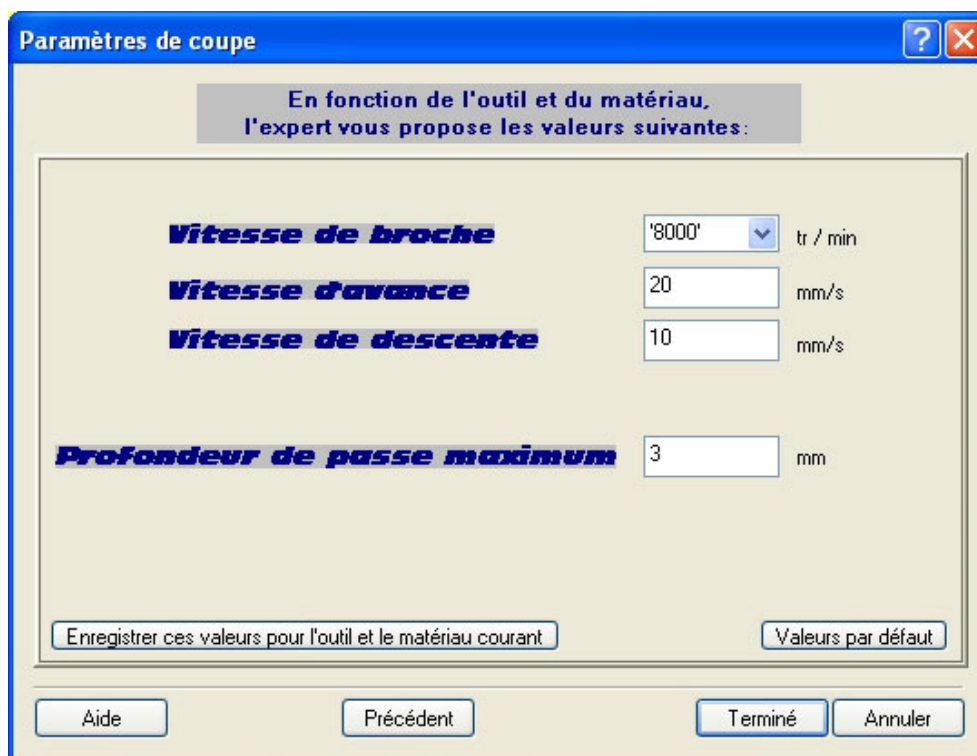 Paramètres de coupe
En fonction de l'outil et du matériau,
l'expert vous propose les valeurs suivantes:
Vitesse de broche '8000' tr / min
Vitesse d'avance 20 mm/s
Vitesse de descente 10 mm/s
Profondeur de passe maximum 3 mm
Enregistrer ces valeurs pour l'outil et le matériau courant Valeurs par défaut
Aide Précédent Terminé Annuler